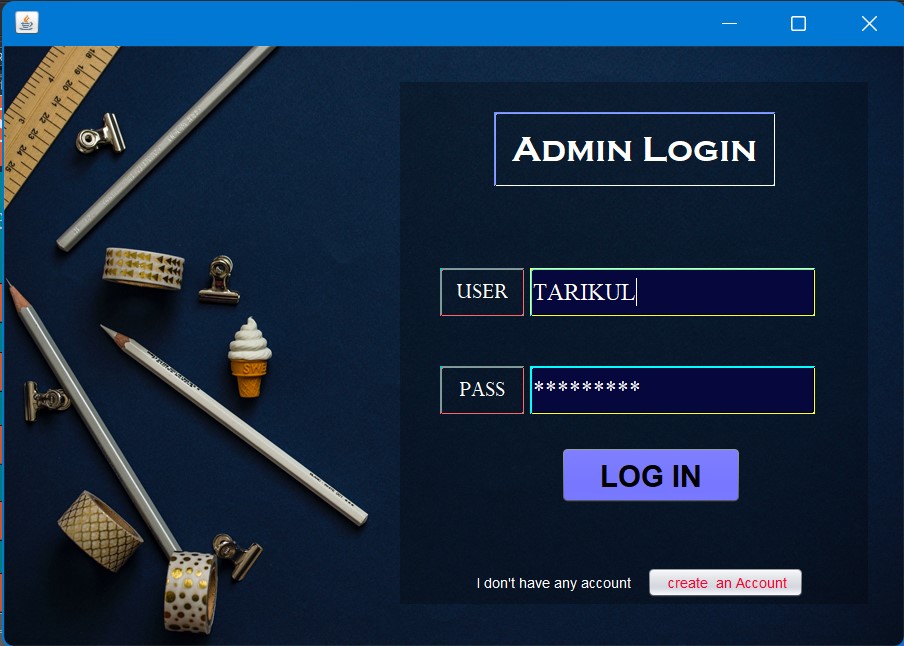 Admin Login
USER
TARIKUL
PASS
*********
LOG IN
I don't have any account
create an Account